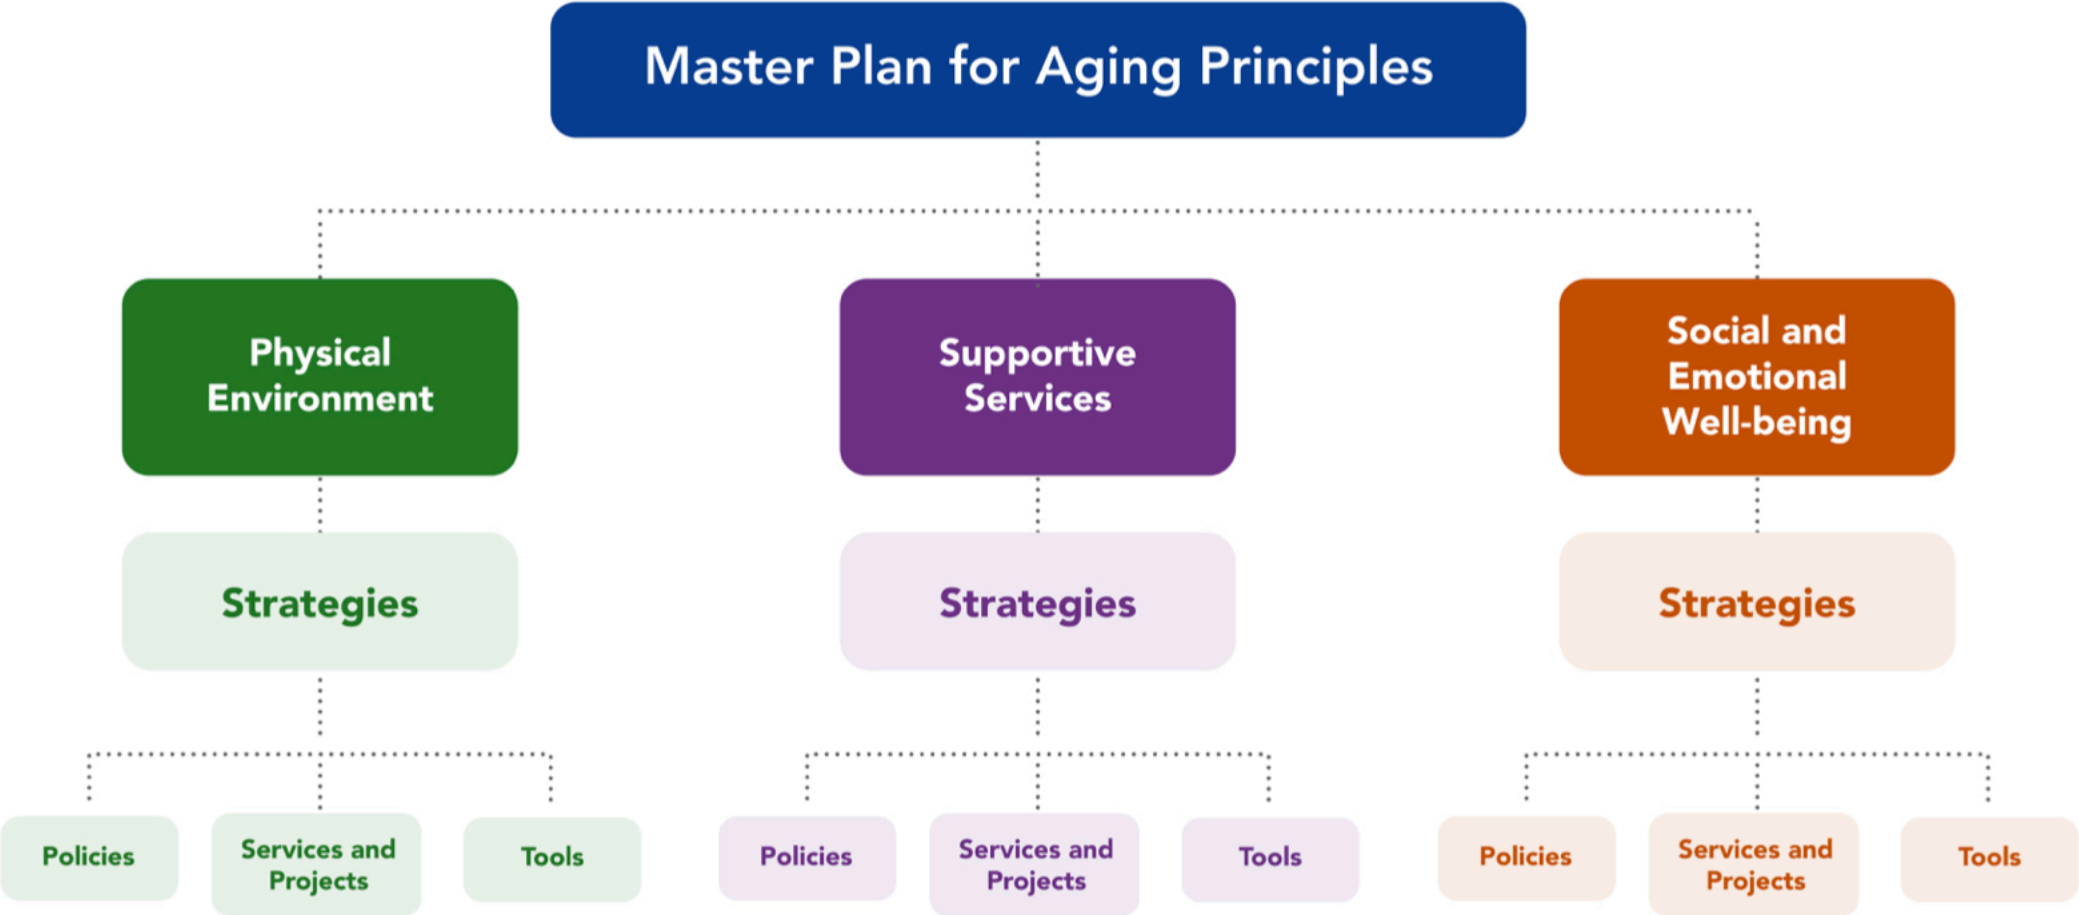 Master Plan for Aging Principles
Physical
Environment
Supportive
Services
Social and
Emotional
Well-being
Strategies
Strategies
Strategies
Policies
Services and
Projects
Tools
Policies
Services and
Projects
Tools
Policies
Services and
Projects
Tools